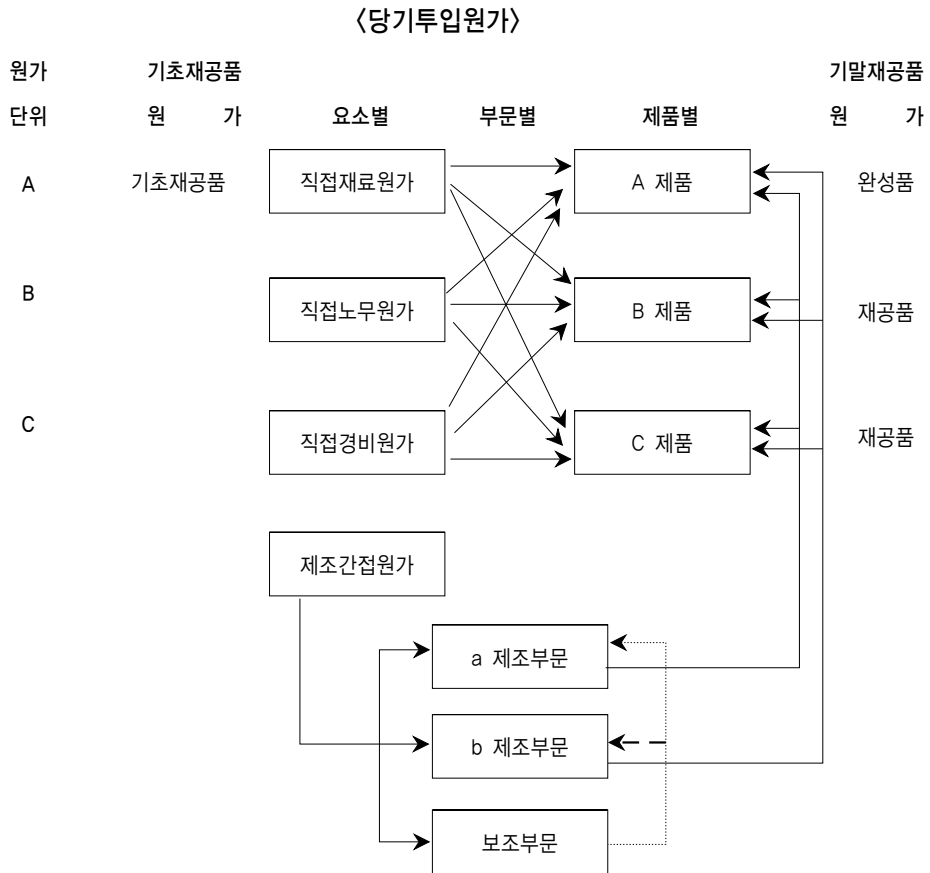 〈당기투입원가〉
원가 기초재공품 기말재공품
단위 원 가 요소별 부문별 제품별 원 가
A 기초재공품 직접재료원가 A 제품 완성품
B 직접노무원가 B 제품 재공품
C 직접경비원가 C 제품 재공품
제조간접원가
a 제조부문
b 제조부문
보조부문